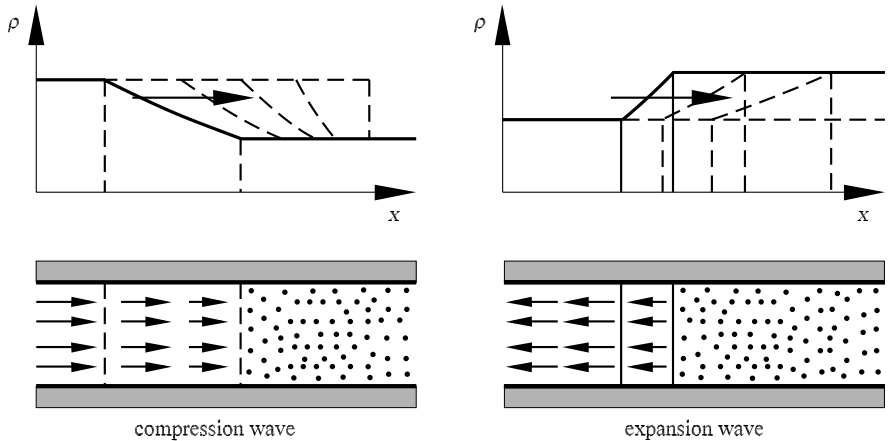 ρ
ρ
x
x
compression wave
expansion wave